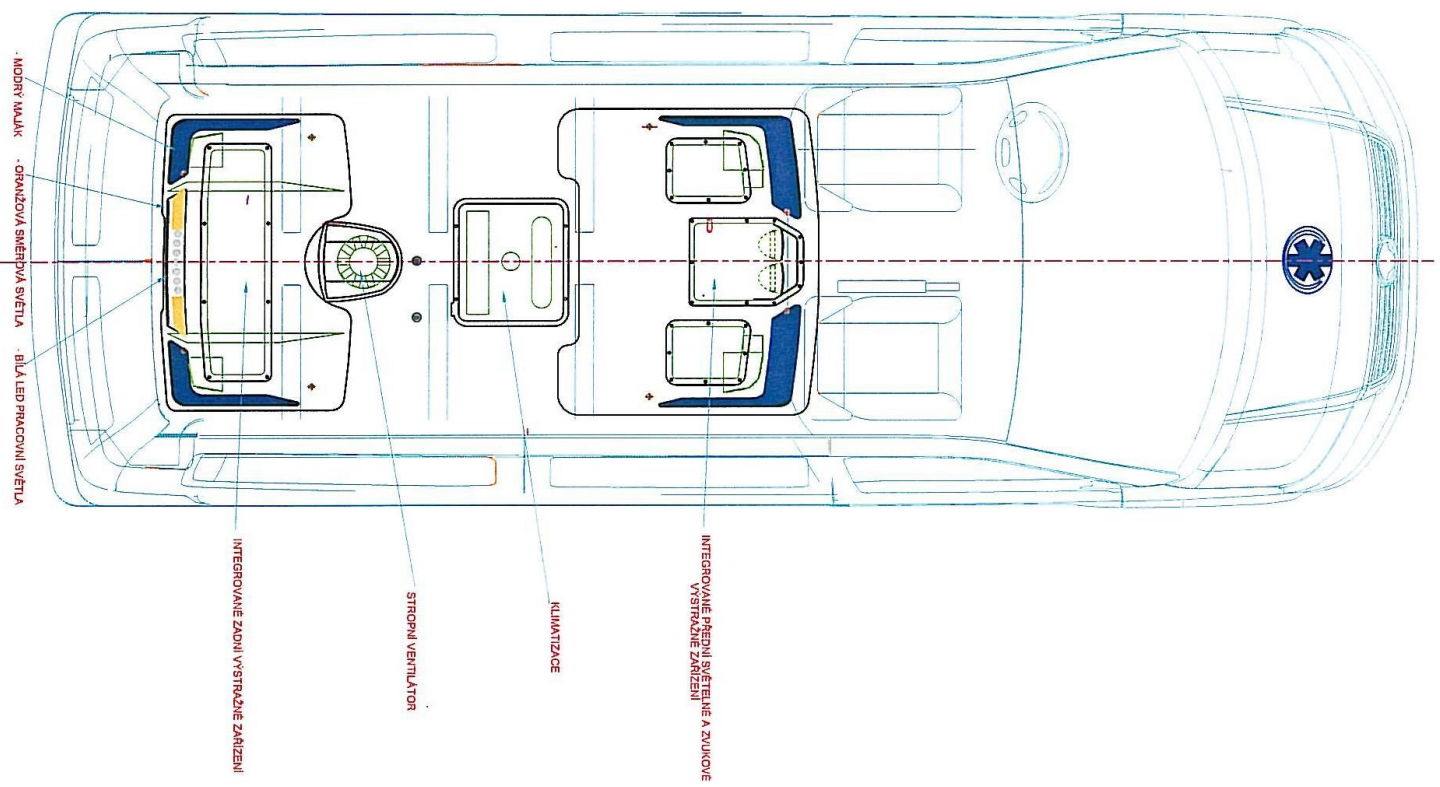 INTEGROVANÉ PŘEDNÍ SVĚTELNÉ A ZVUKOVÉ
VÝSTRAŽNÉ ZAŘÍZENÍ
KLIMATIZACE
STROPNÍ VENTILÁTOR
INTEGROVANÉ ZADNÍ VÝSTRAŽNÉ ZAŘÍZENÍ
- MODRÝ MAJÁK - ORANŽOVÁ SMĚROVÁ SVĚTLA - BÍLÁ LED PRACOVNÍ SVĚTLA